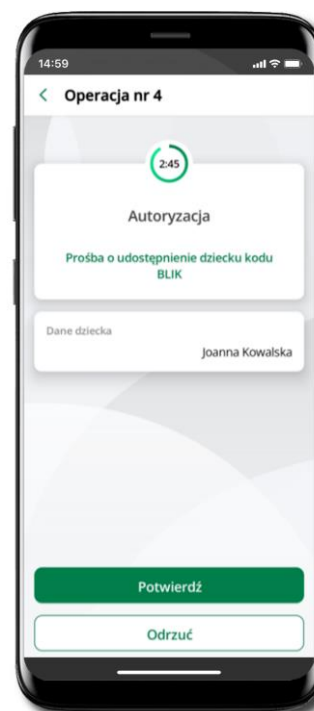 14:59
Operacja nr 4
2:45
Autoryzacja
Prośba o udostępnienie dziecku kodu
BLIK
Dane dziecka
Joanna Kowalska
Potwierdź
Odrzuć